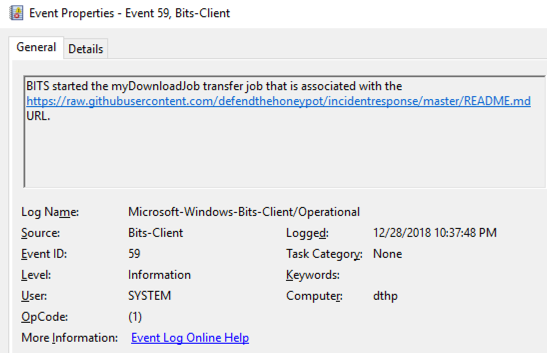 Event Properties - Event 59, Bits-Client
General Details
BITS started the myDownloadJob transfer job that is associated with the
https://raw.githubusercontent.com/defendthehoneypot/incidentresponse/master/README.md
URL.
Log Name: Microsoft-Windows-Bits-Client/Operational
Source: Bits-Client Logged: 12/28/2018 10:37:48 PM
Event ID: 59 Task Category: None
Level: Information Keywords:
User: SYSTEM Computer: dthp
OpCode: (1)
More Information: Event Log Online Help